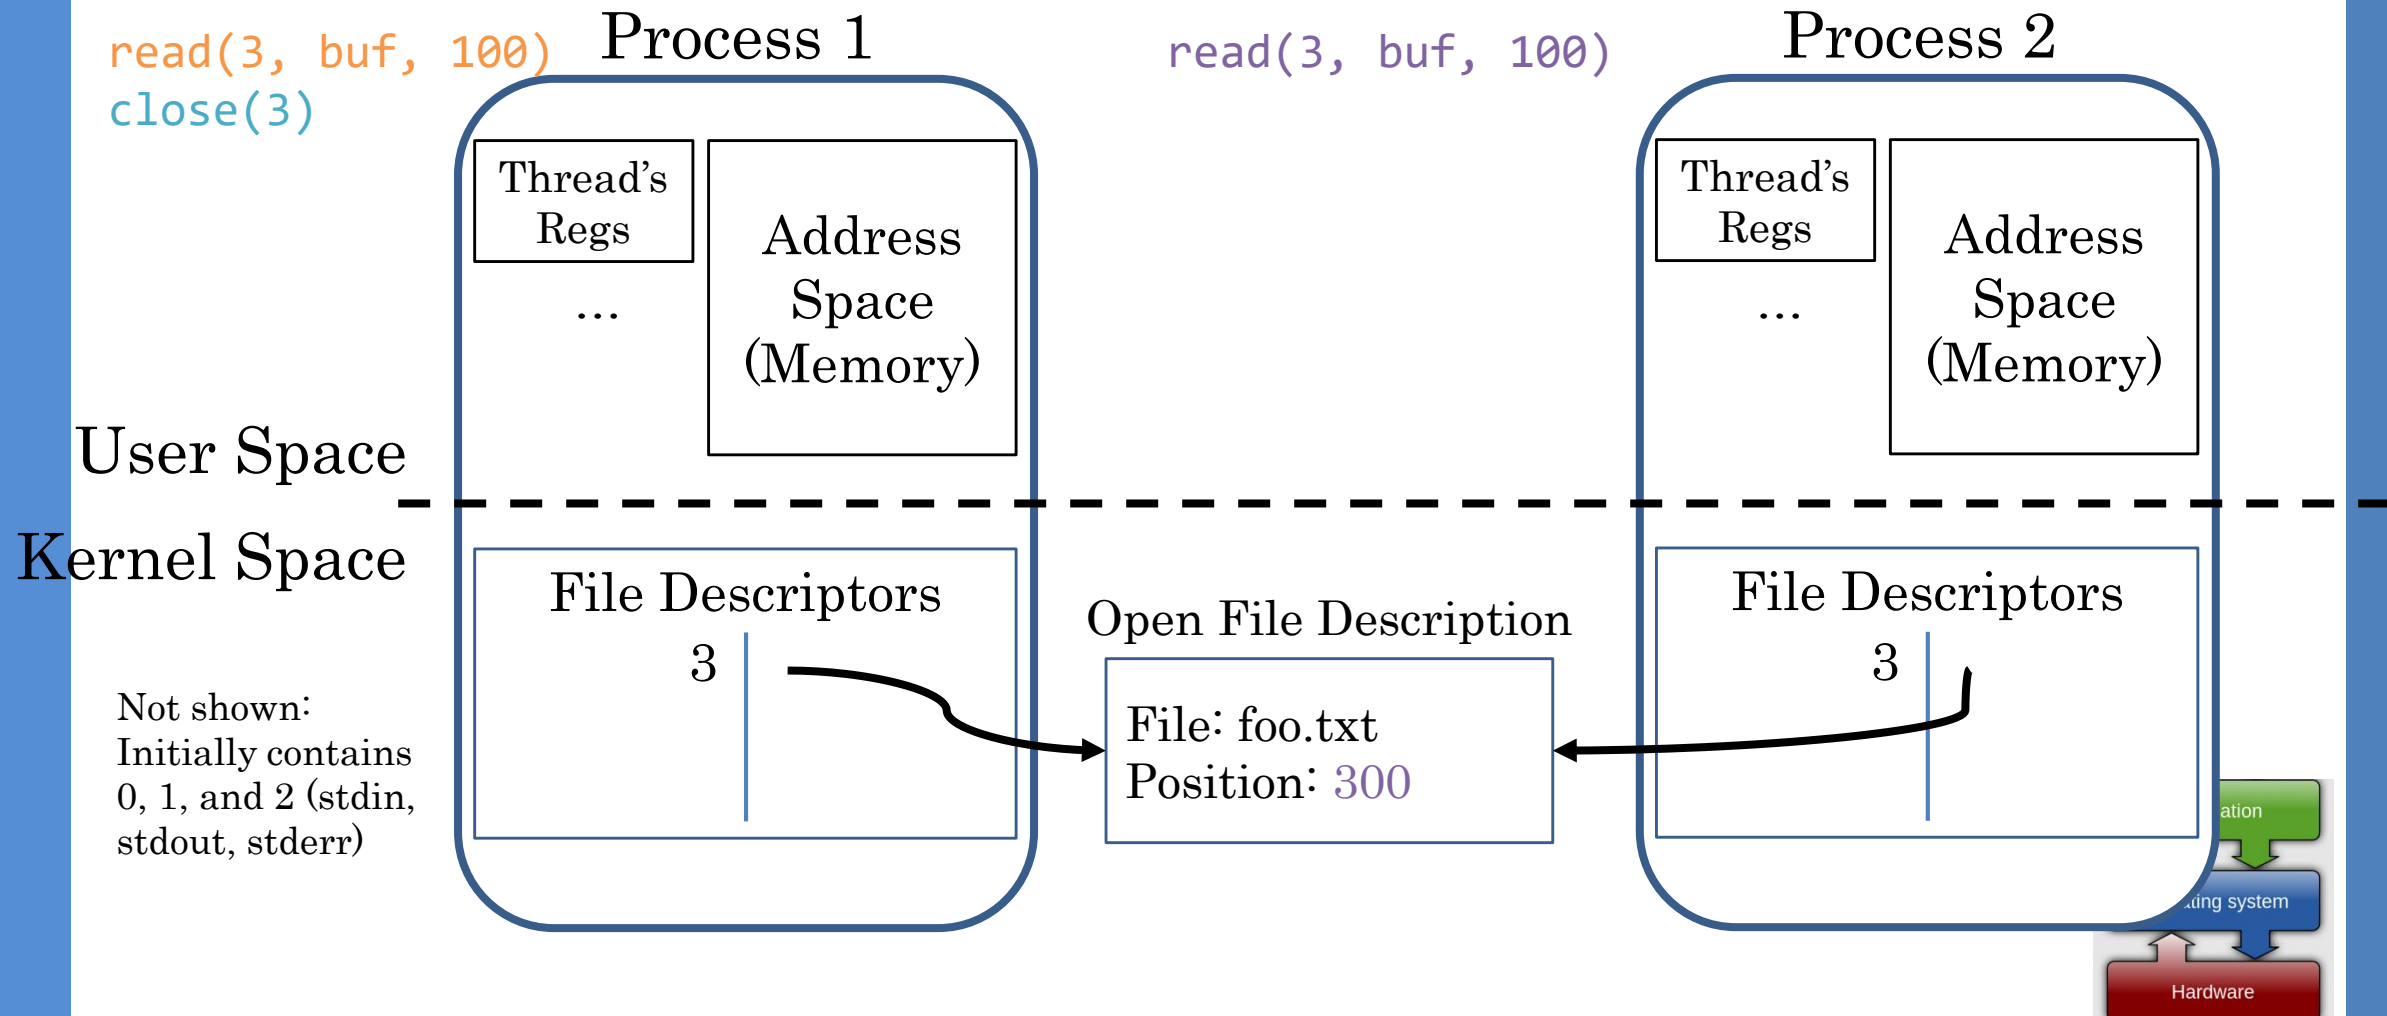 read(3, buf, 100)
close(3)
Process 1
read(3, buf, 100)
Process 2
Thread's
Regs
...
Address
Space
(Memory)
Thread's
Regs
...
Address
Space
(Memory)
User Space
Kernel Space
File Descriptors
3
Not shown:
Initially contains
0, 1, and 2 (stdin,
stdout, stderr)
Open File Description
File: foo.txt
Position: 300
File Descriptors
3
ation
ting system
Hardware